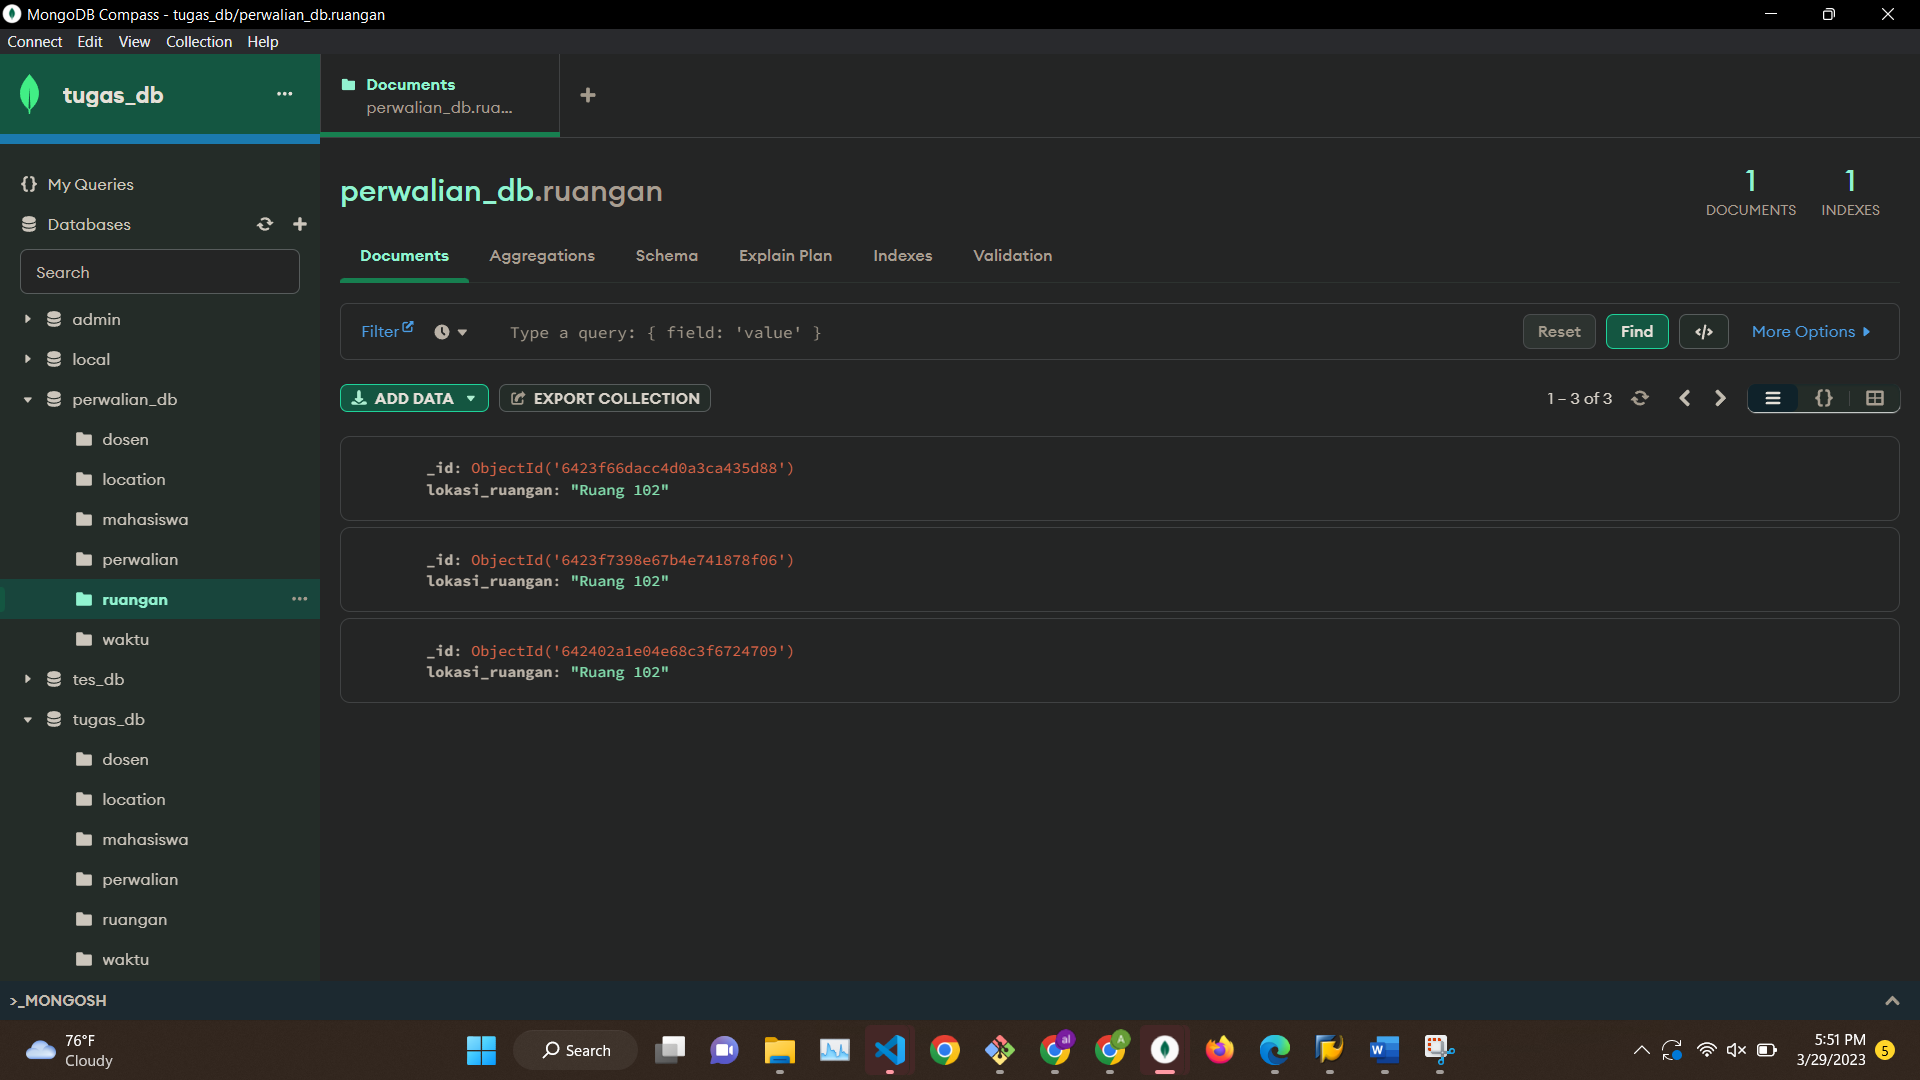 MongoDB Compass - tugas_db/perwalian_db.ruangan
Connect Edit View Collection Help
tugas_db
Documents
perwalian_db.rua...
My Queries
Databases
Search
admin
local
perwalian_db
dosen
location
mahasiswa
perwalian
ruangan
waktu
tes_db
tugas_db
dosen
location
mahasiswa
perwalian
ruangan
waktu
perwalian_db.ruangan
1
DOCUMENTS
1
INDEXES
Documents Aggregations Schema Explain Plan Indexes Validation
Filter Type a query: { field: 'value' } Reset Find </> More Options
ADD DATA EXPORT COLLECTION 1 – 3 of 3 {}
_id: ObjectId('6423f66dacc4d0a3ca435d88')
lokasi_ruangan: "Ruang 102"
_id: ObjectId('6423f7398e67b4e741878f06')
lokasi_ruangan: "Ruang 102"
_id: ObjectId('642402a1e04e68c3f6724709')
lokasi_ruangan: "Ruang 102"
>_MONGOSH
76°F
Cloudy
Search
al
A
5:51 PM
3/29/2023
5